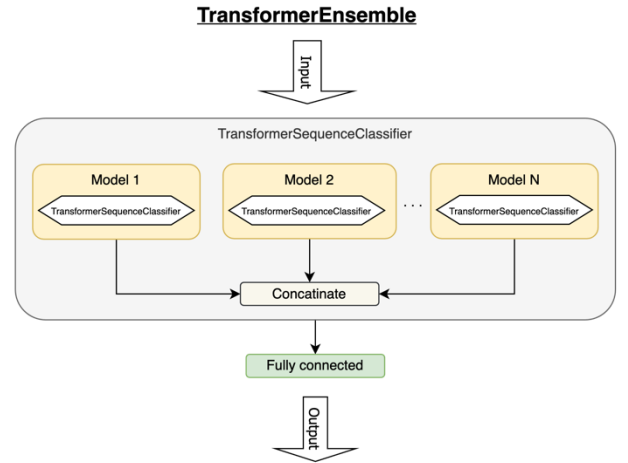 TransformerEnsemble
Input
TransformerSequenceClassifier
Model 1
Model 2
Model N
TransformerSequenceClassifier
TransformerSequenceClassifier
. . .
TransformerSequenceClassifier
Concatinate
Fully connected
Output